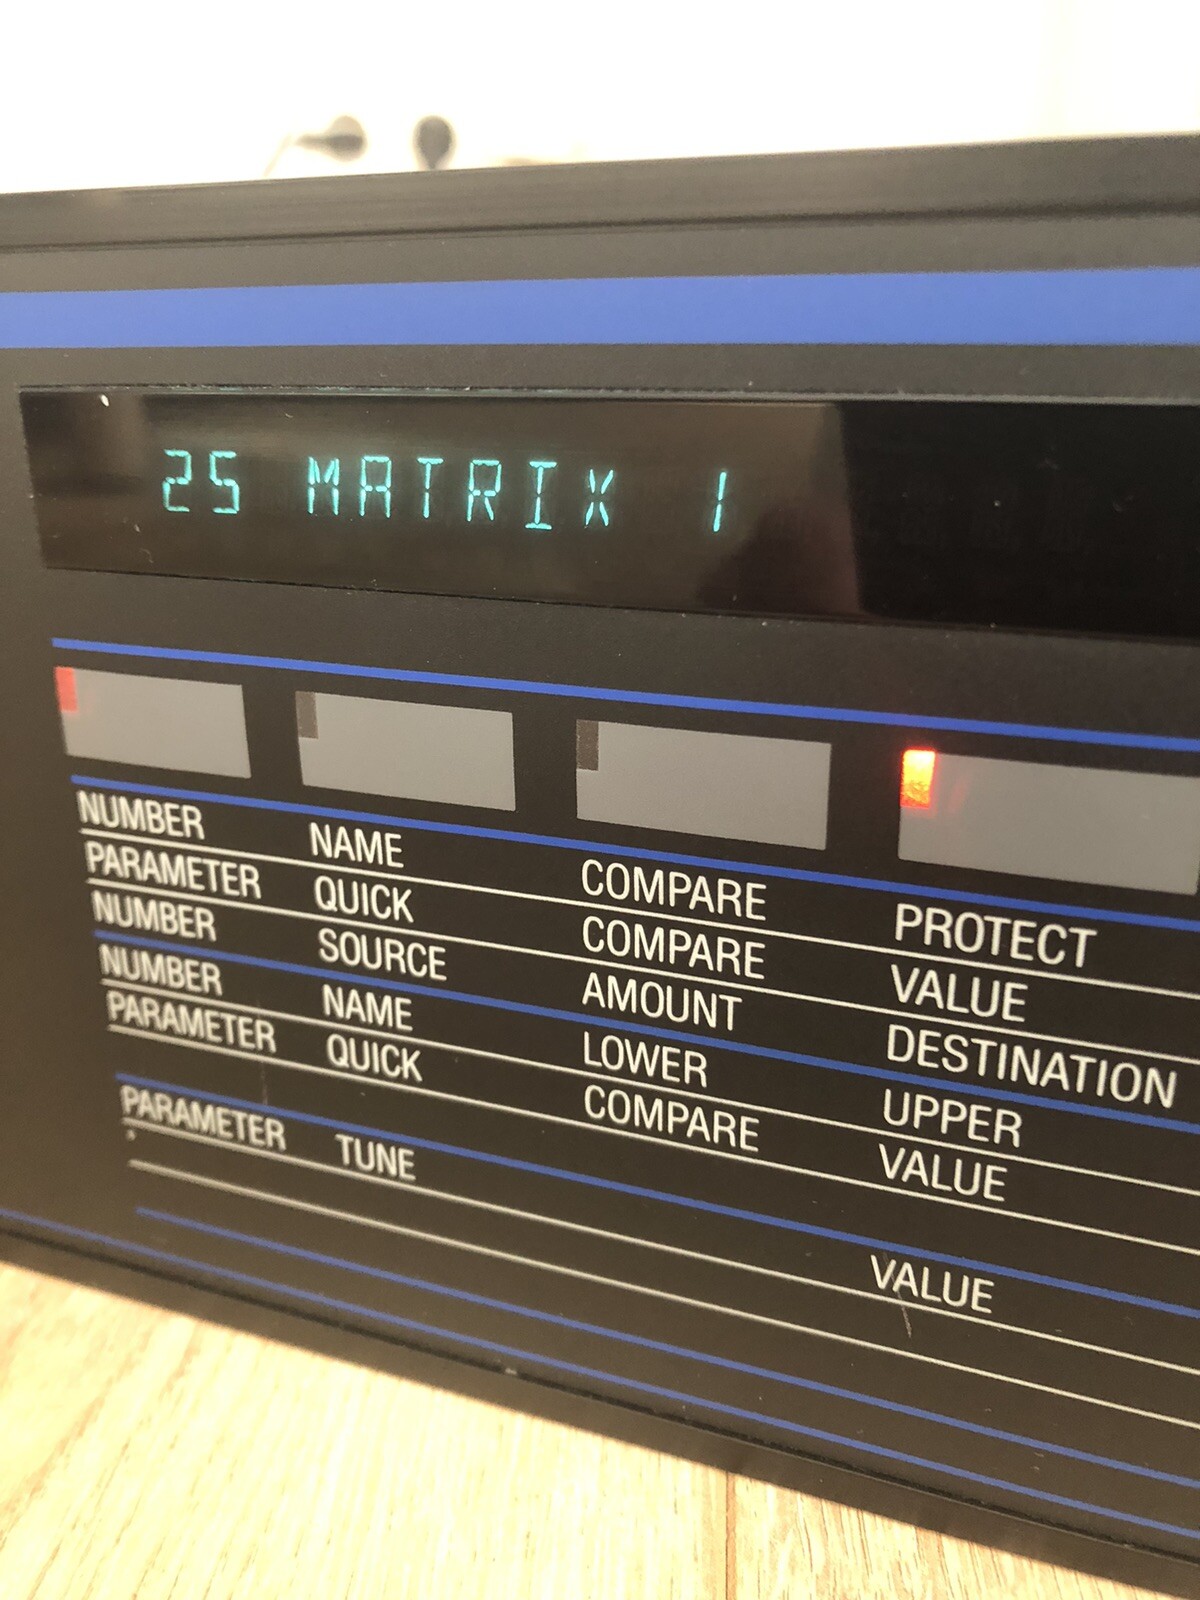 25 MATRIX 1
NUMBER NAME COMPARE PROTECT
PARAMETER QUICK COMPARE VALUE
NUMBER SOURCE AMOUNT DESTINATION
NUMBER NAME LOWER UPPER
PARAMETER QUICK COMPARE VALUE
PARAMETER TUNE VALUE